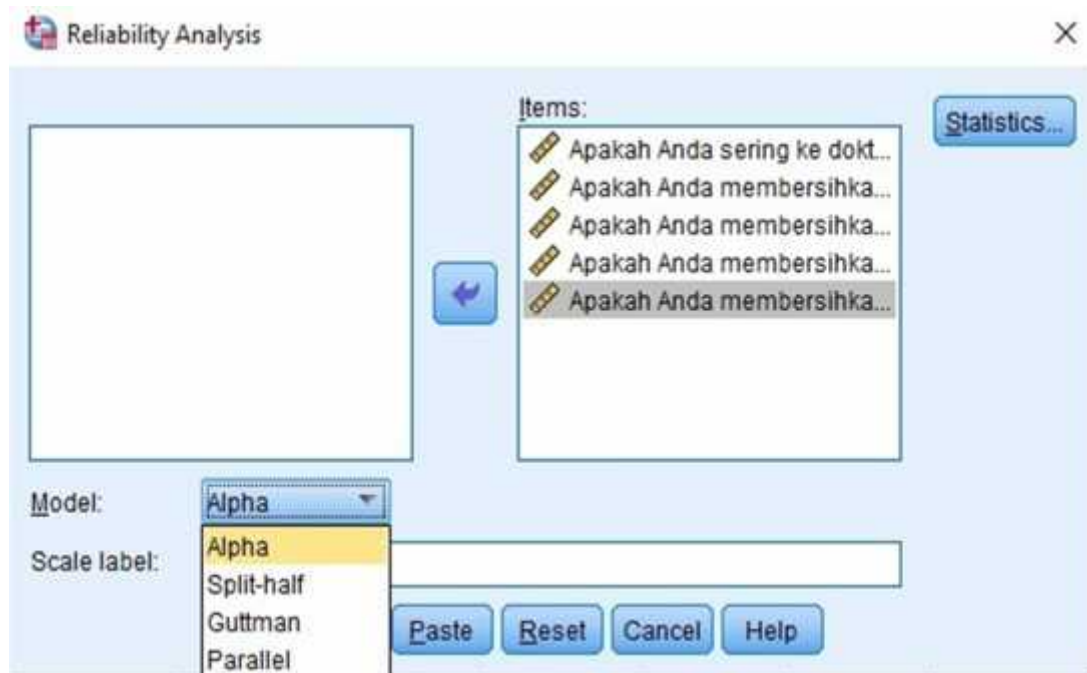 Reliability Analysis
Items:
Statistics...
Apakah Anda sering ke dokt...
Apakah Anda membersihka...
Apakah Anda membersihka...
Apakah Anda membersihka...
Apakah Anda membersihka...
Model:
Alpha
Alpha
Scale label:
Split-half
Guttman
Paste Reset Cancel Help
Parallel